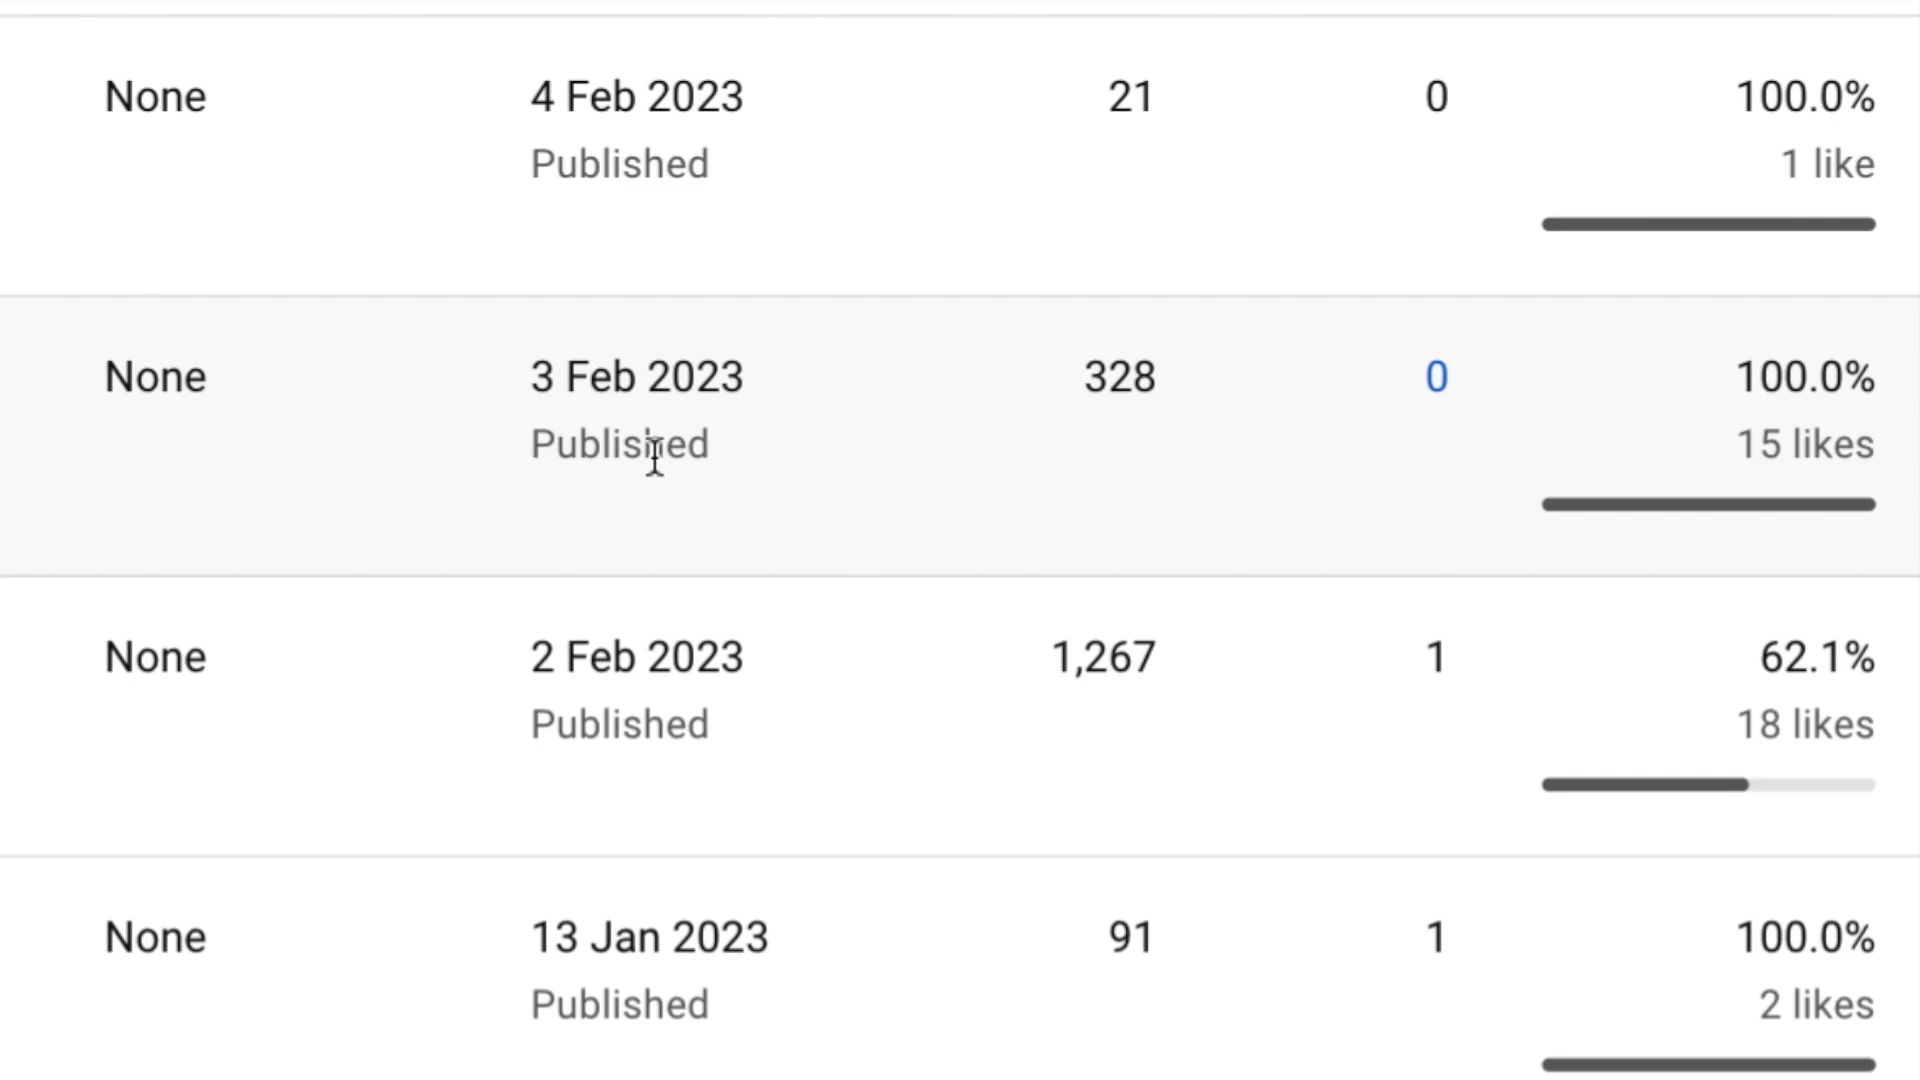 None 4 Feb 2023 21 0 100.0%
Published 1 like
None 3 Feb 2023 328 0 100.0%
Published 15 likes
None 2 Feb 2023 1,267 1 62.1%
Published 18 likes
None 13 Jan 2023 91 1 100.0%
Published 2 likes